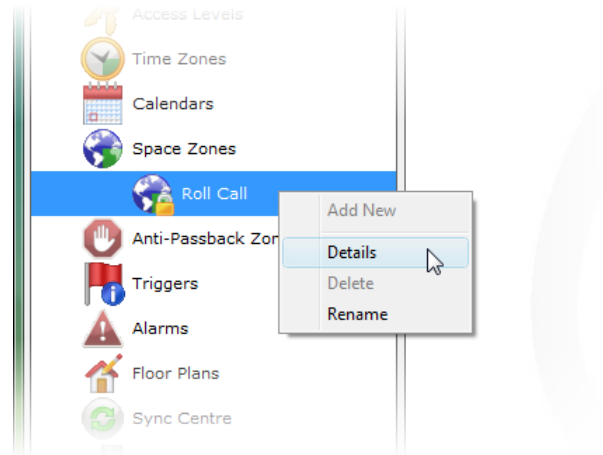 Access Levels
Time Zones
Calendars
Space Zones
Roll Call
Add New
Anti-Passback Zon
Details
Triggers
Delete
Rename
Alarms
Floor Plans
Sync Centre